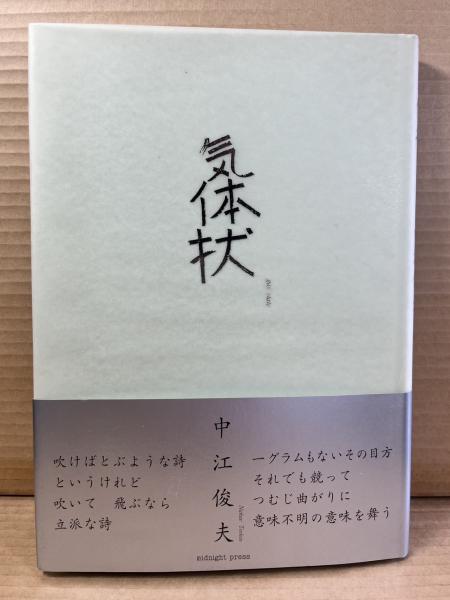 気体状
中江俊夫
Nakae Toshio
一グラムもないその目方
それでも競って
つむじ曲がりに
意味不明の意味を舞う
吹けばとぶような詩
というけれど
吹いて　飛ぶなら
立派な詩
midnight press